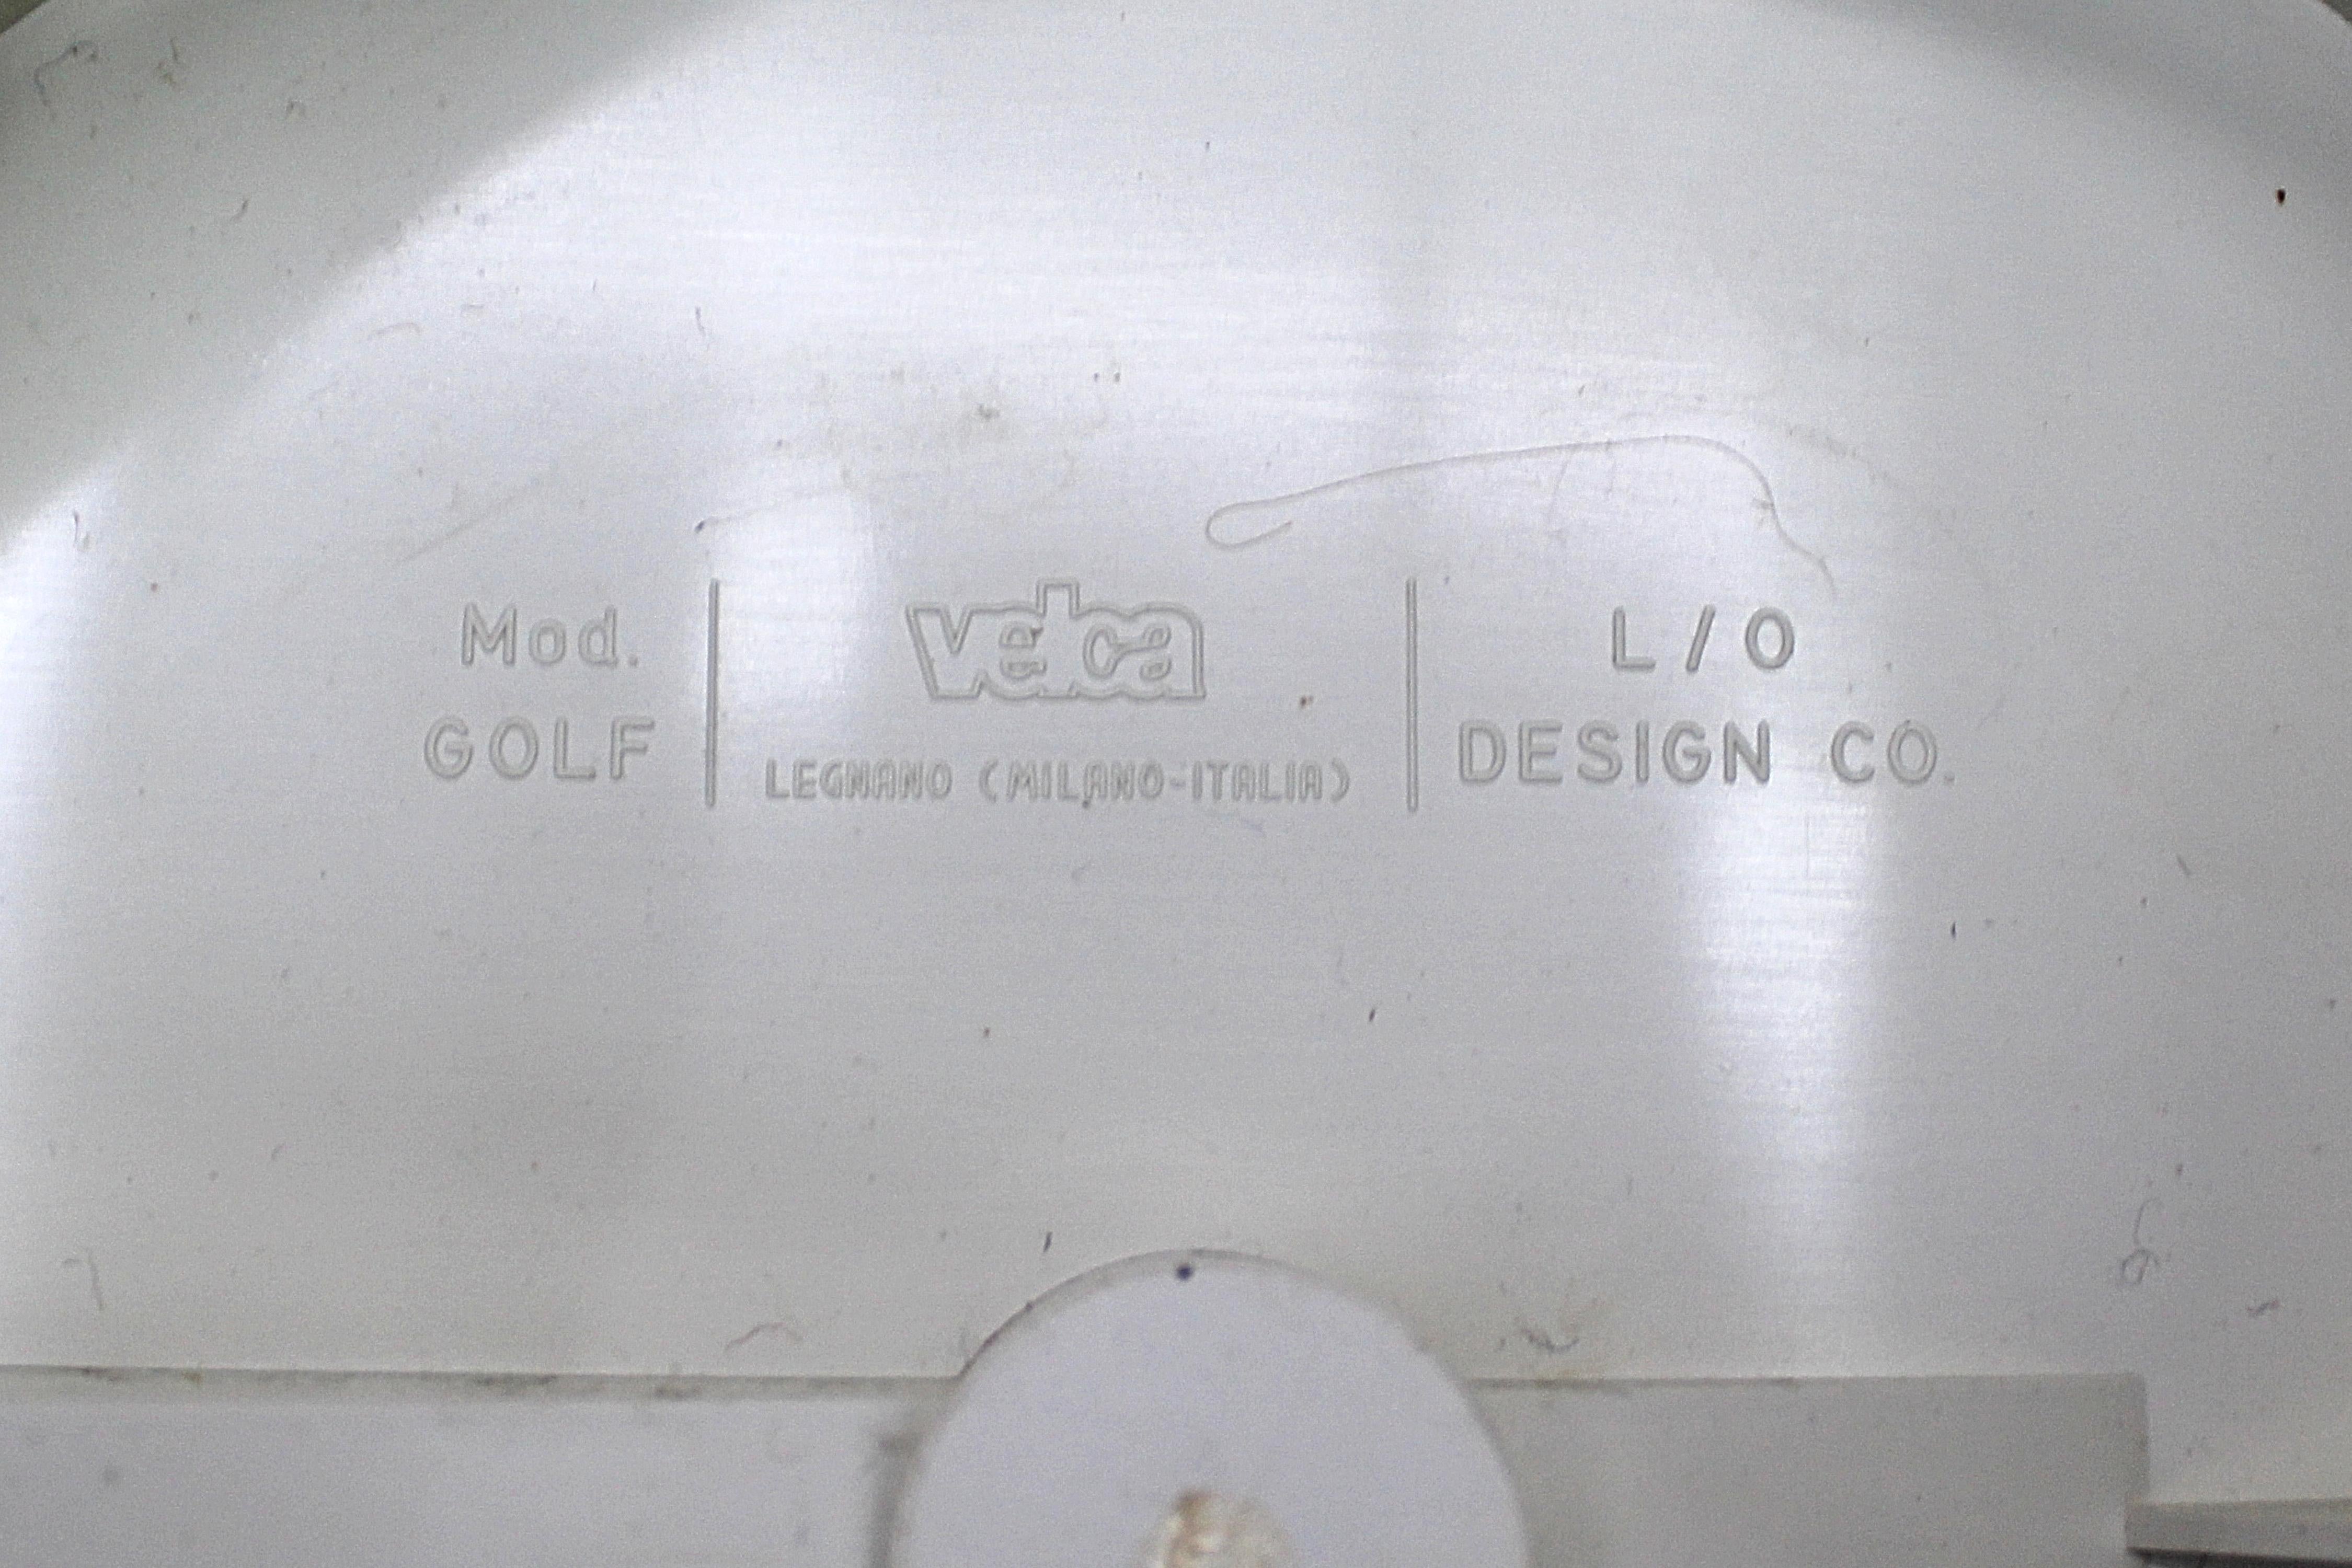 Mod.
GOLF
velca
LEGNANO (MILANO-ITALIA)
L/O
DESIGN CO.